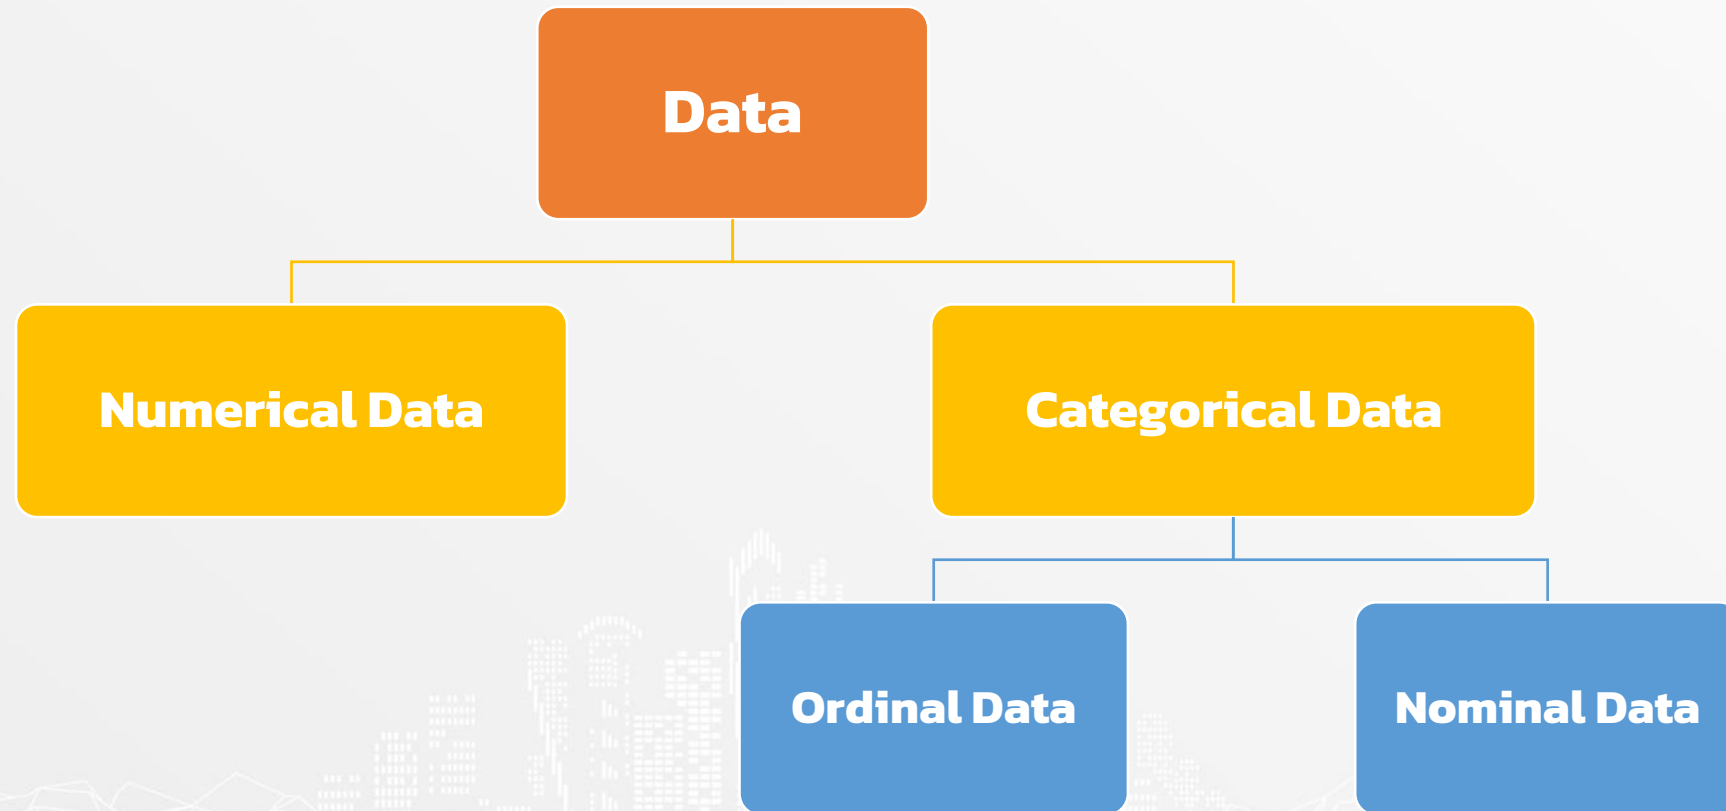 Data
Numerical Data
Categorical Data
Ordinal Data
Nominal Data